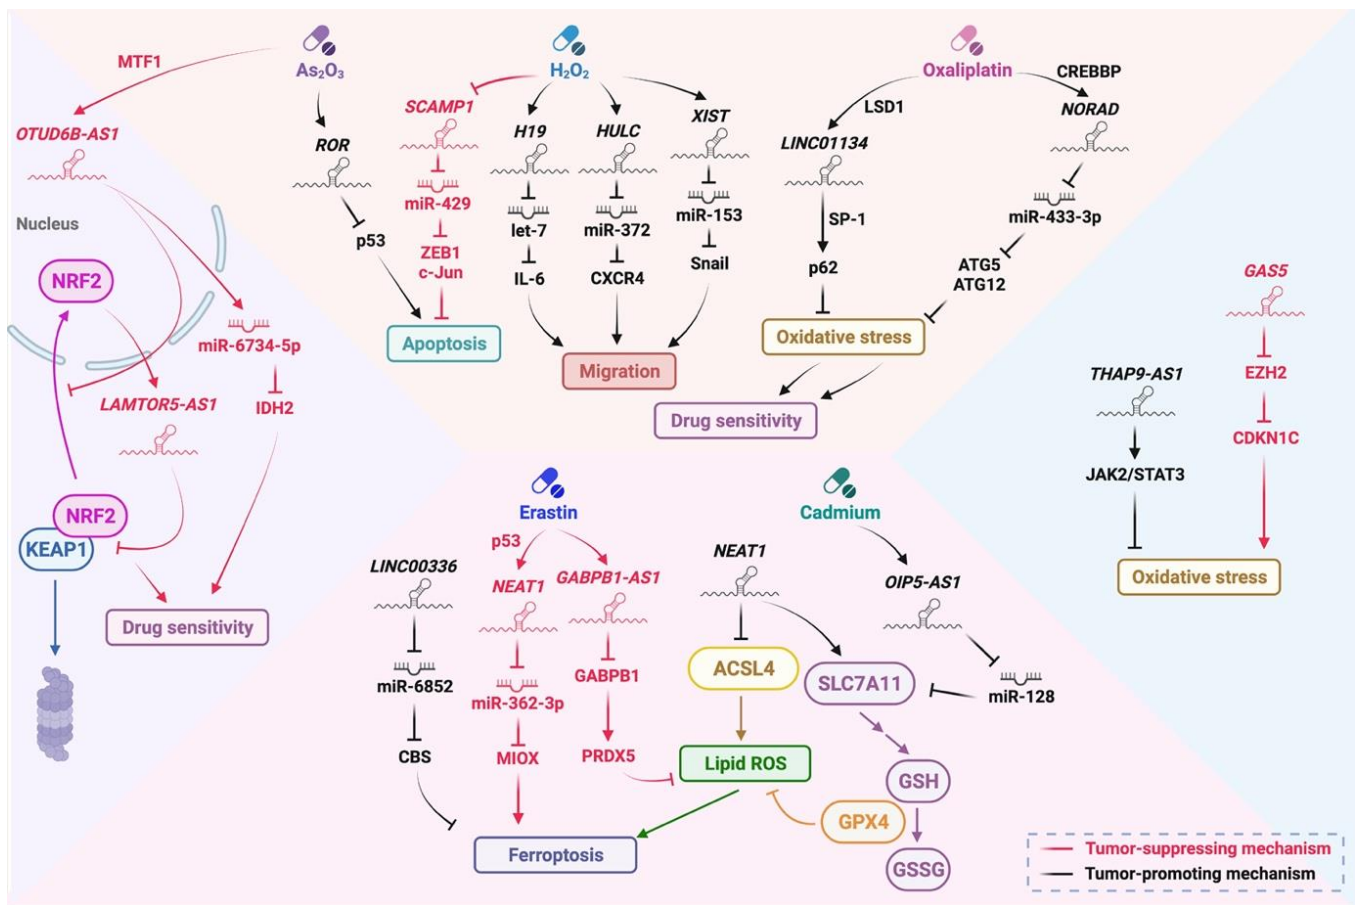 MTF1
As₂O₃
OTUD6B-AS1
ROR
p53
Nucleus
NRF2
miR-6734-5p
LAMTOR5-AS1
IDH2
NRF2
KEAP1
Drug sensitivity
H₂O₂
SCAMP1
miR-429
ZEB1
c-Jun
Apoptosis
H19
let-7
IL-6
HULC
miR-372
CXCR4
XIST
miR-153
Snail
Migration
Oxaliplatin
LSD1
LINC01134
SP-1
p62
CREBBP
NORAD
miR-433-3p
ATG5
ATG12
Oxidative stress
Drug sensitivity
GAS5
EZH2
CDKN1C
THAP9-AS1
JAK2/STAT3
Oxidative stress
Erastin
p53
LINC00336
miR-6852
CBS
NEAT1
miR-362-3p
MIOX
GABPB1-AS1
GABPB1
PRDX5
Ferroptosis
Cadmium
NEAT1
ACSL4
Lipid ROS
OIP5-AS1
miR-128
SLC7A11
GSH
GPX4
GSSG
Tumor-suppressing mechanism
Tumor-promoting mechanism